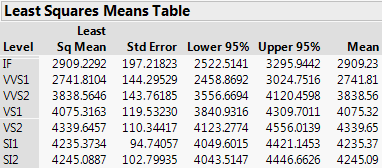 Least Squares Means Table
Least
Level Sq Mean Std Error Lower 95% Upper 95% Mean
IF 2909.2292 197.21823 2522.5141 3295.9442 2909.23
VVS1 2741.8104 144.29529 2458.8692 3024.7516 2741.81
VVS2 3838.5646 143.76185 3556.6694 4120.4598 3838.56
VS1 4075.3163 119.53230 3840.9316 4309.7011 4075.32
VS2 4339.6457 110.34417 4123.2774 4556.0139 4339.65
SI1 4235.3734 94.74057 4049.6015 4421.1453 4235.37
SI2 4245.0887 102.79935 4043.5147 4446.6626 4245.09